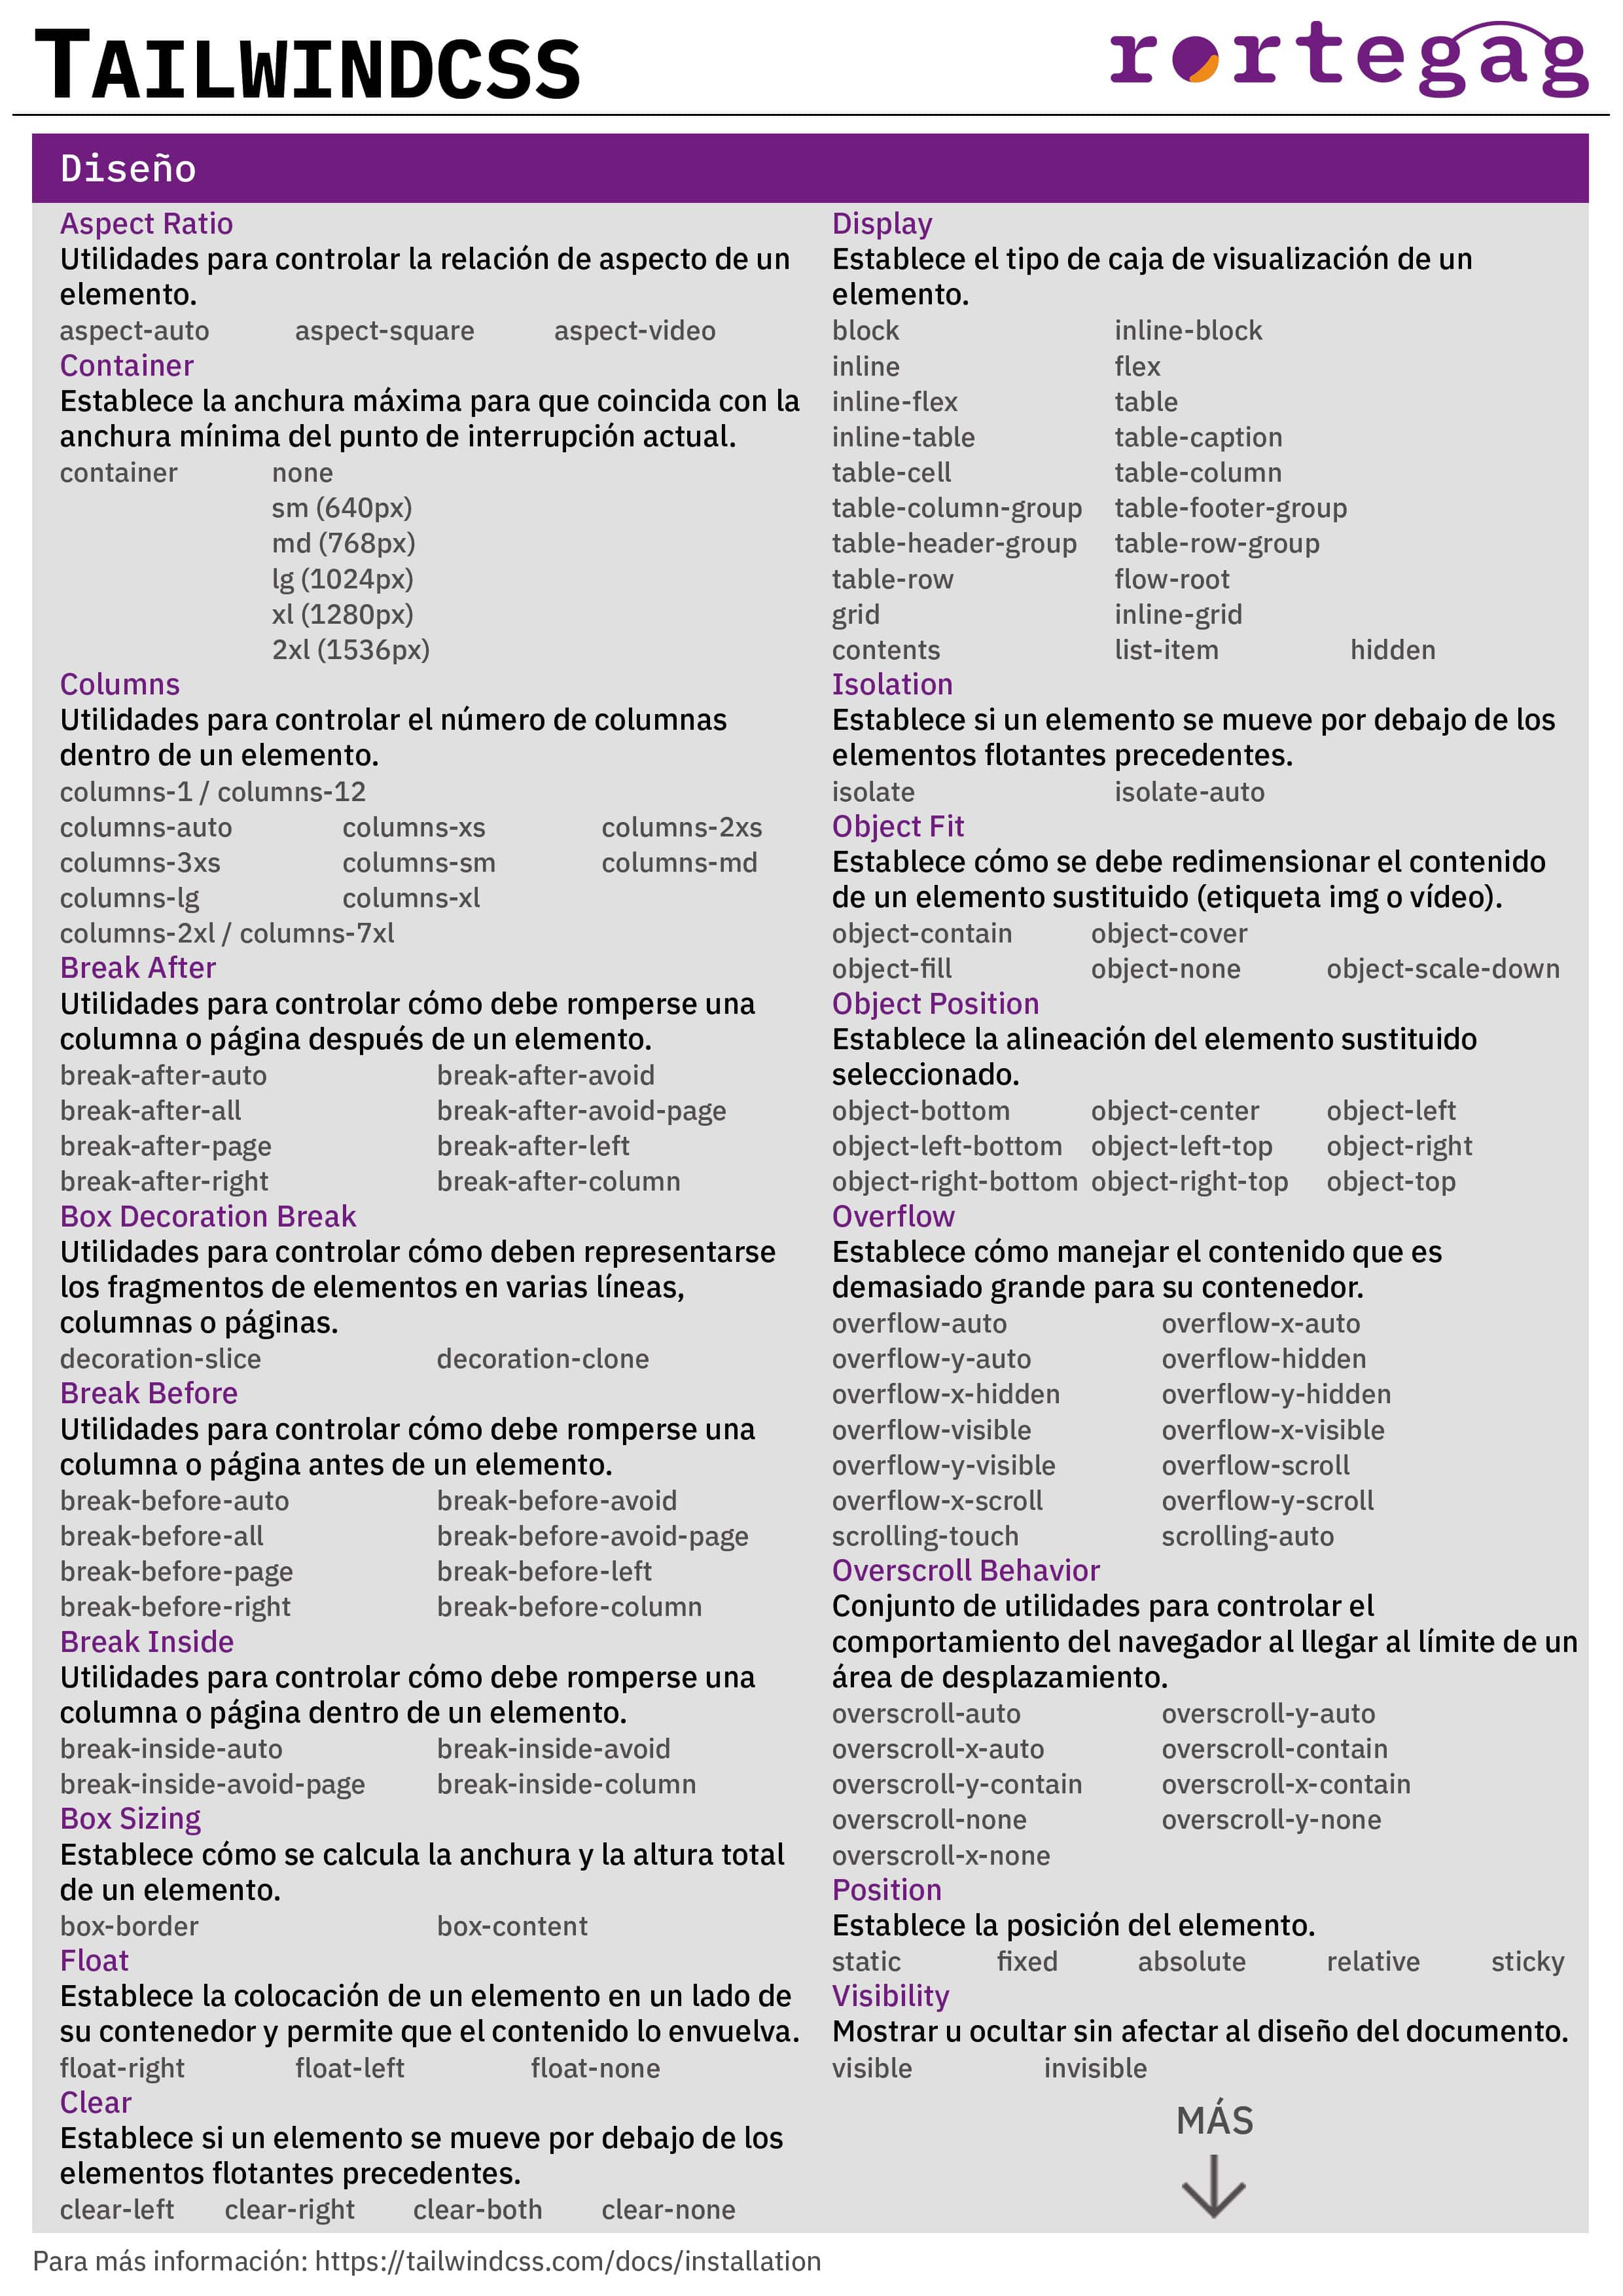 TAILWINDCSS
rortegag
Diseño
Aspect Ratio
Utilidades para controlar la relación de aspecto de un
elemento.
aspect-auto aspect-square aspect-video
Container
Establece la anchura máxima para que coincida con la
anchura mínima del punto de interrupción actual.
container none
sm (640px)
md (768px)
lg (1024px)
xl (1280px)
2xl (1536px)
Columns
Utilidades para controlar el número de columnas
dentro de un elemento.
columns-1 / columns-12
columns-auto columns-xs columns-2xs
columns-3xs columns-sm columns-md
columns-lg columns-xl
columns-2xl / columns-7xl
Break After
Utilidades para controlar cómo debe romperse una
columna o página después de un elemento.
break-after-auto break-after-avoid
break-after-all break-after-avoid-page
break-after-page break-after-left
break-after-right break-after-column
Box Decoration Break
Utilidades para controlar cómo deben representarse
los fragmentos de elementos en varias líneas,
columnas o páginas.
decoration-slice decoration-clone
Break Before
Utilidades para controlar cómo debe romperse una
columna o página antes de un elemento.
break-before-auto break-before-avoid
break-before-all break-before-avoid-page
break-before-page break-before-left
break-before-right break-before-column
Break Inside
Utilidades para controlar cómo debe romperse una
columna o página dentro de un elemento.
break-inside-auto break-inside-avoid
break-inside-avoid-page break-inside-column
Box Sizing
Establece cómo se calcula la anchura y la altura total
de un elemento.
box-border box-content
Float
Establece la colocación de un elemento en un lado de
su contenedor y permite que el contenido lo envuelva.
float-right float-left float-none
Clear
Establece si un elemento se mueve por debajo de los
elementos flotantes precedentes.
clear-left clear-right clear-both clear-none
Display
Establece el tipo de caja de visualización de un
elemento.
block inline-block
inline flex
inline-flex table
inline-table table-caption
table-cell table-column
table-column-group table-footer-group
table-header-group table-row-group
table-row flow-root
grid inline-grid
contents list-item hidden
Isolation
Establece si un elemento se mueve por debajo de los
elementos flotantes precedentes.
isolate isolate-auto
Object Fit
Establece cómo se debe redimensionar el contenido
de un elemento sustituido (etiqueta img o vídeo).
object-contain object-cover
object-fill object-none object-scale-down
Object Position
Establece la alineación del elemento sustituido
seleccionado.
object-bottom object-center object-left
object-left-bottom object-left-top object-right
object-right-bottom object-right-top object-top
Overflow
Establece cómo manejar el contenido que es
demasiado grande para su contenedor.
overflow-auto overflow-x-auto
overflow-y-auto overflow-hidden
overflow-x-hidden overflow-y-hidden
overflow-visible overflow-x-visible
overflow-y-visible overflow-scroll
overflow-x-scroll overflow-y-scroll
scrolling-touch scrolling-auto
Overscroll Behavior
Conjunto de utilidades para controlar el
comportamiento del navegador al llegar al límite de un
área de desplazamiento.
overscroll-auto overscroll-y-auto
overscroll-x-auto overscroll-contain
overscroll-y-contain overscroll-x-contain
overscroll-none overscroll-y-none
overscroll-x-none
Position
Establece la posición del elemento.
static fixed absolute relative sticky
Visibility
Mostrar u ocultar sin afectar al diseño del documento.
visible invisible
MÁS
Para más información: https://tailwindcss.com/docs/installation